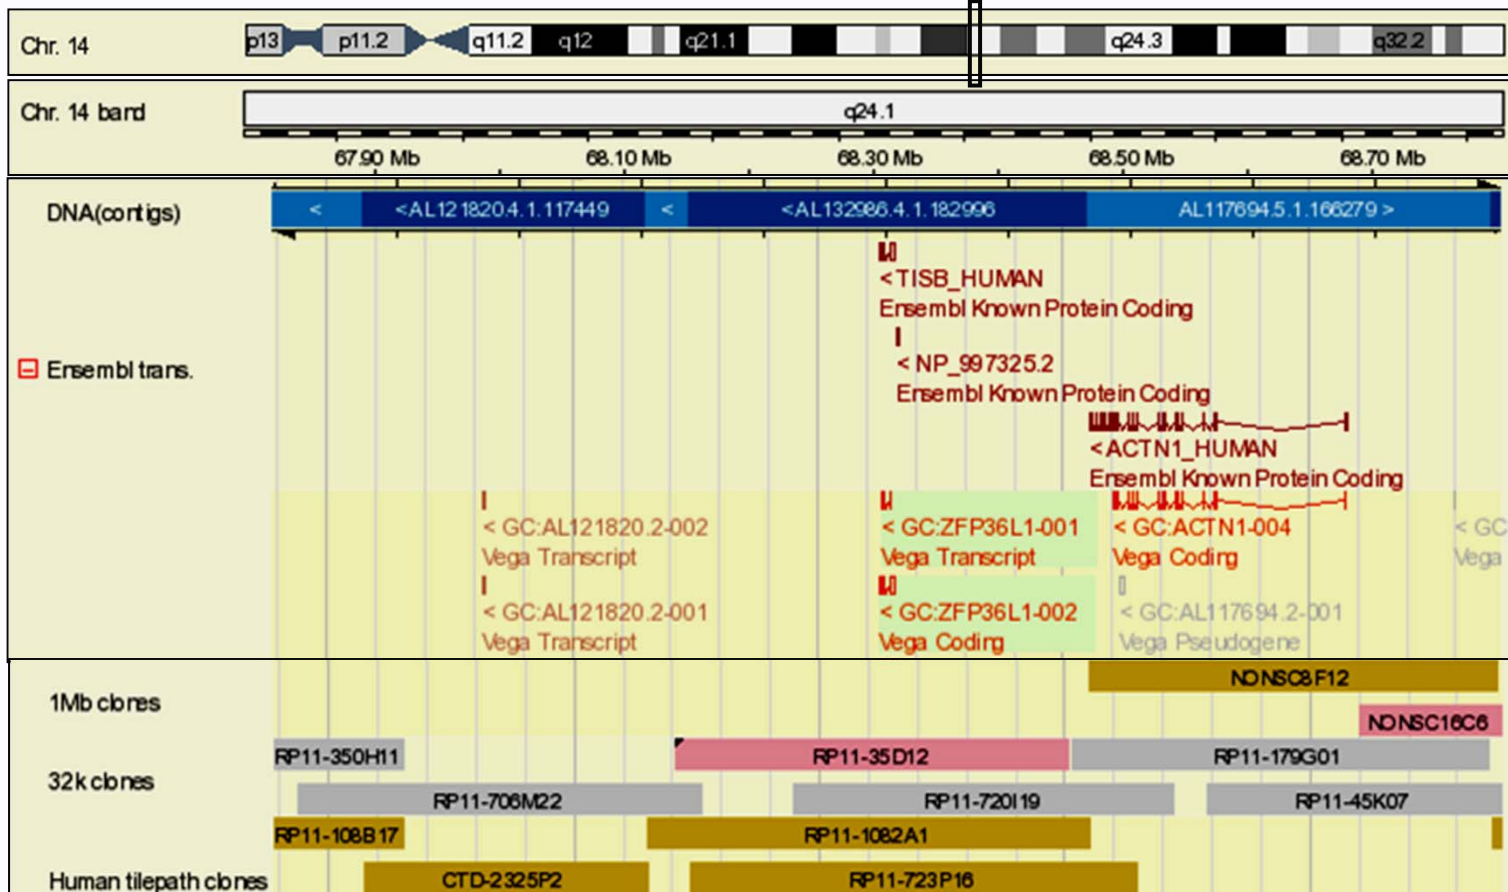 Chr. 14 p13 p11.2 q11.2 q12 q21.1 q24.3 q32.2
Chr. 14 bard q24.1
67.90 Mb 68.10 Mb 68.30 Mb 68.50 Mb 68.70 Mb
DNA(contigs) < <AL121820.4.1.117449 < <AL132986.4.1.182996 AL117694.5.1.166279 >
<TISB_HUMAN
Ensembl Known Protein Coding
Ensembl trans. < NP_997325.2
Ensembl Known Protein Coding
<ACTN1_HUMAN
Ensembl Known Protein Coding
< GC:AL121820.2-002 < GC:ZFP36L1-001 < GC:ACTN1-004 < GC
Vega Transcript Vega Transcript Vega Coding Vega
< GC:AL121820.2-001 < GC:ZFP36L1-002 < GC:AL117694.2-001
Vega Transcript Vega Coding Vega Pseudogene
NONSC8F12
1Mb clones
NONSC16C6
RP11-350H11 RP11-35D12 RP11-179G01
32k clones
RP11-706M22 RP11-720I19 RP11-45K07
RP11-108B17 RP11-1082A1
Human tilepath clones CTD-2325P2 RP11-723P16